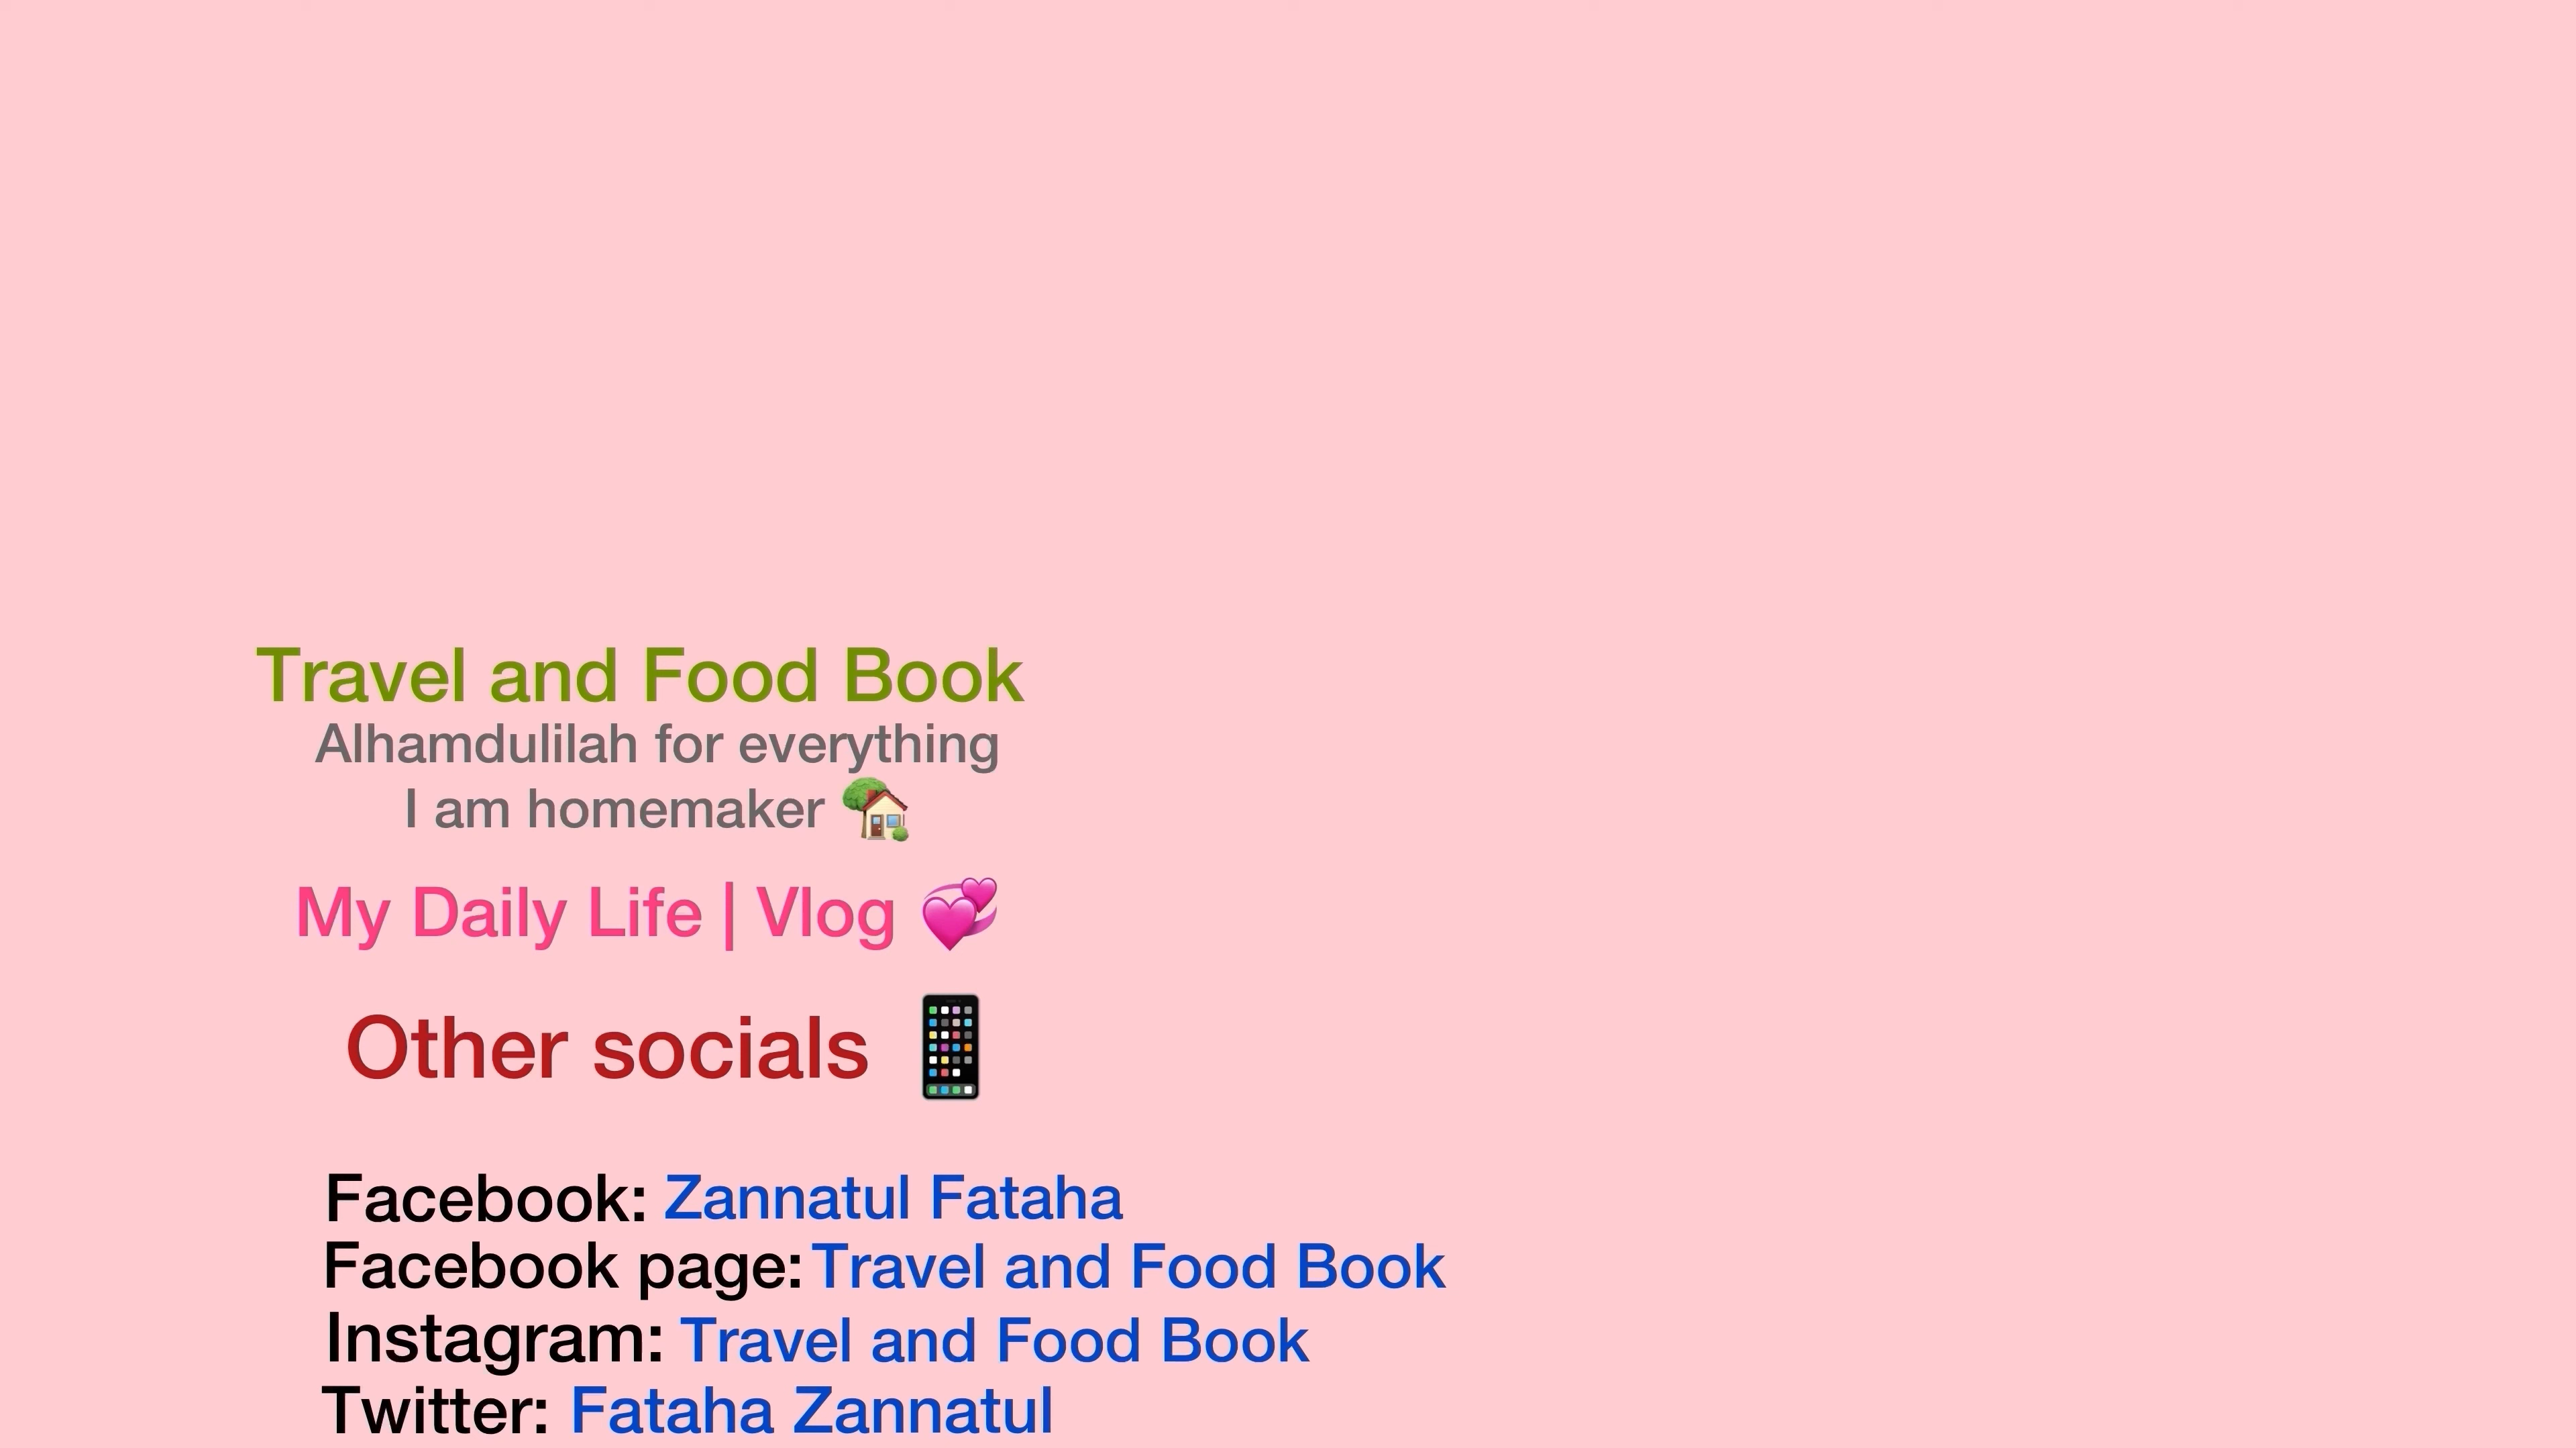 Travel and Food Book
Alhamdulilah for everything
I am homemaker 🏡
My Daily Life | Vlog 💞
Other socials 📱
Facebook: Zannatul Fataha
Facebook page: Travel and Food Book
Instagram: Travel and Food Book
Twitter: Fataha Zannatul